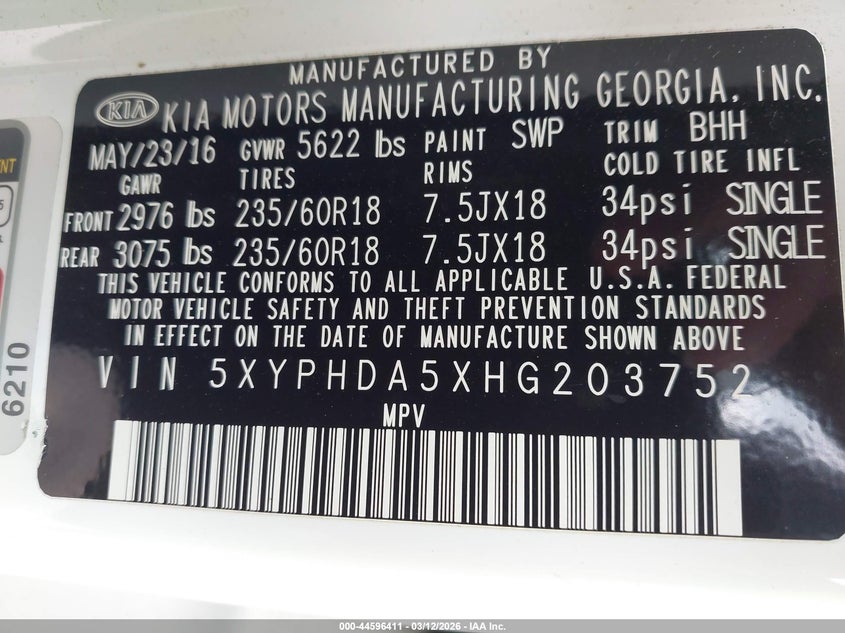 MANUFACTURED BY
KIA KIA MOTORS MANUFACTURING GEORGIA, INC.
MAY/23/16 GVWR 5622 lbs PAINT SWP TRIM BHH
GAWR TIRES RIMS COLD TIRE INFL
FRONT 2976 lbs 235/60R18 7.5JX18 34psi SINGLE
REAR 3075 lbs 235/60R18 7.5JX18 34psi SINGLE
THIS VEHICLE CONFORMS TO ALL APPLICABLE U.S.A. FEDERAL
MOTOR VEHICLE SAFETY AND THEFT PREVENTION STANDARDS
IN EFFECT ON THE DATE OF MANUFACTURE SHOWN ABOVE
VIN 5XYPHDA5XHG203752
MPV
6210
000-44596411 - 03/12/2026 - IAA Inc.